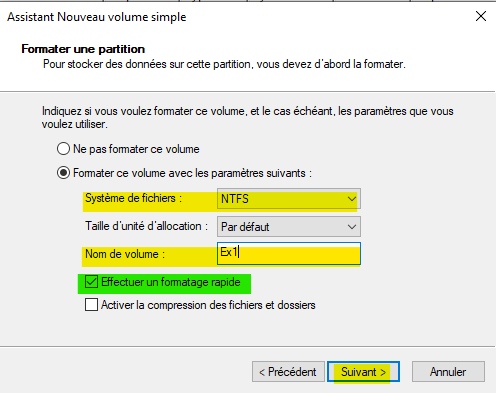 Assistant Nouveau volume simple
Formater une partition
Pour stocker des données sur cette partition, vous devez d'abord la formater.
Indiquez si vous voulez formater ce volume, et le cas échéant, les paramètres que vous
voulez utiliser.
Ne pas formater ce volume
Formater ce volume avec les paramètres suivants :
Système de fichiers : NTFS
Taille d'unité d'allocation : Par défaut
Nom de volume : Ex1
Effectuer un formatage rapide
Activer la compression des fichiers et dossiers
< Précédent Suivant > Annuler